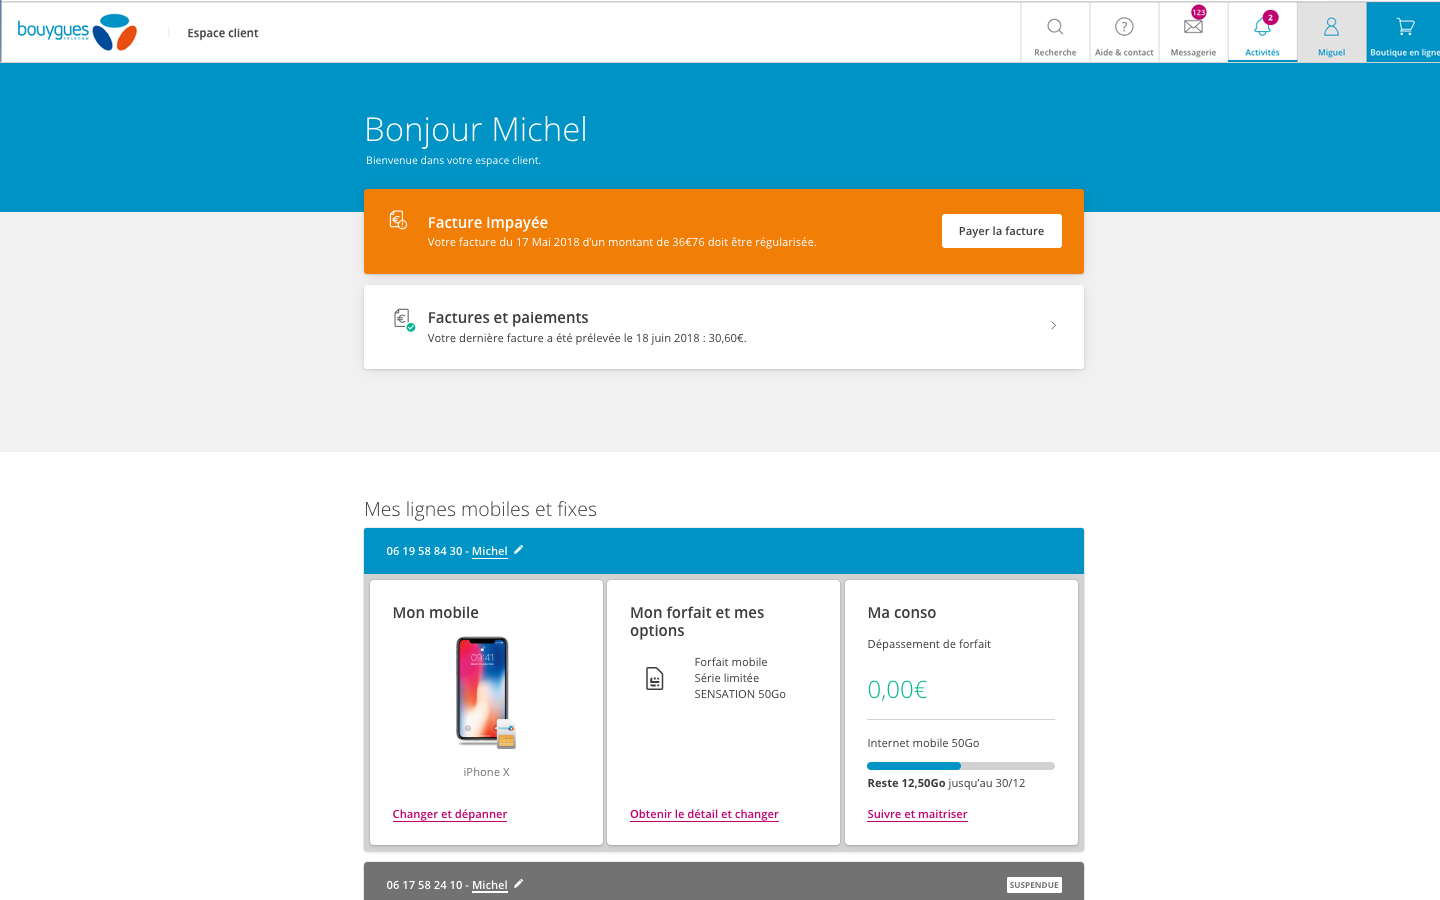 bouygues
TELECOM
Espace client
Recherche
Aide & contact
123
Messagerie
2
Activités
Miguel
Boutique en ligne
Bonjour Michel
Bienvenue dans votre espace client.
Facture impayée
Votre facture du 17 Mai 2018 d'un montant de 36€76 doit être régularisée.
Payer la facture
Factures et paiements
Votre dernière facture a été prélevée le 18 juin 2018 : 30,60€.
Mes lignes mobiles et fixes
06 19 58 84 30 - Michel
Mon mobile
09:41
iPhone X
Changer et dépanner
Mon forfait et mes
options
Forfait mobile
Série limitée
SENSATION 50Go
Obtenir le détail et changer
Ma conso
Dépassement de forfait
0,00€
Internet mobile 50Go
Reste 12,50Go jusqu'au 30/12
Suivre et maitriser
06 17 58 24 10 - Michel
SUSPENDUE